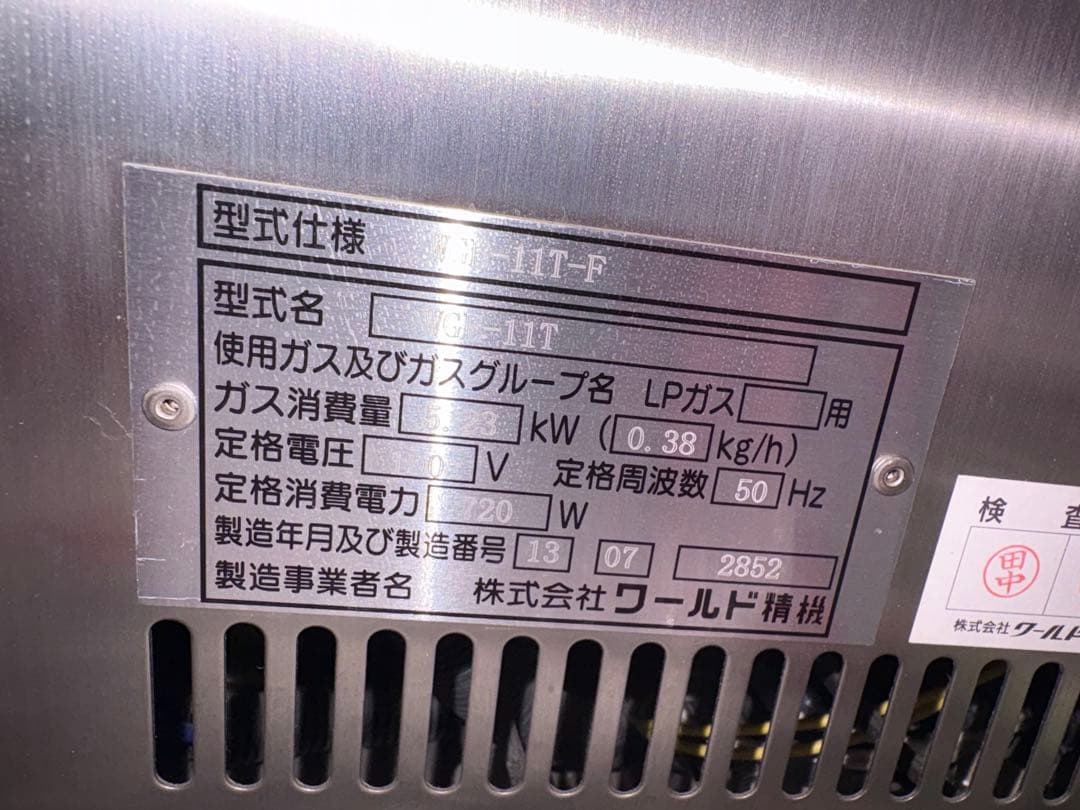 型式仕様 -11T-F
型式名 -11T
使用ガス及びガスグループ名 LPガス 用
ガス消費量 5.23 kW (0.38 kg/h)
定格電圧 V 定格周波数 50 Hz
定格消費電力 720 W
製造年月及び製造番号 13 07 2852
製造事業者名 株式会社ワールド精機
検 査
田中
株式会社ワールド